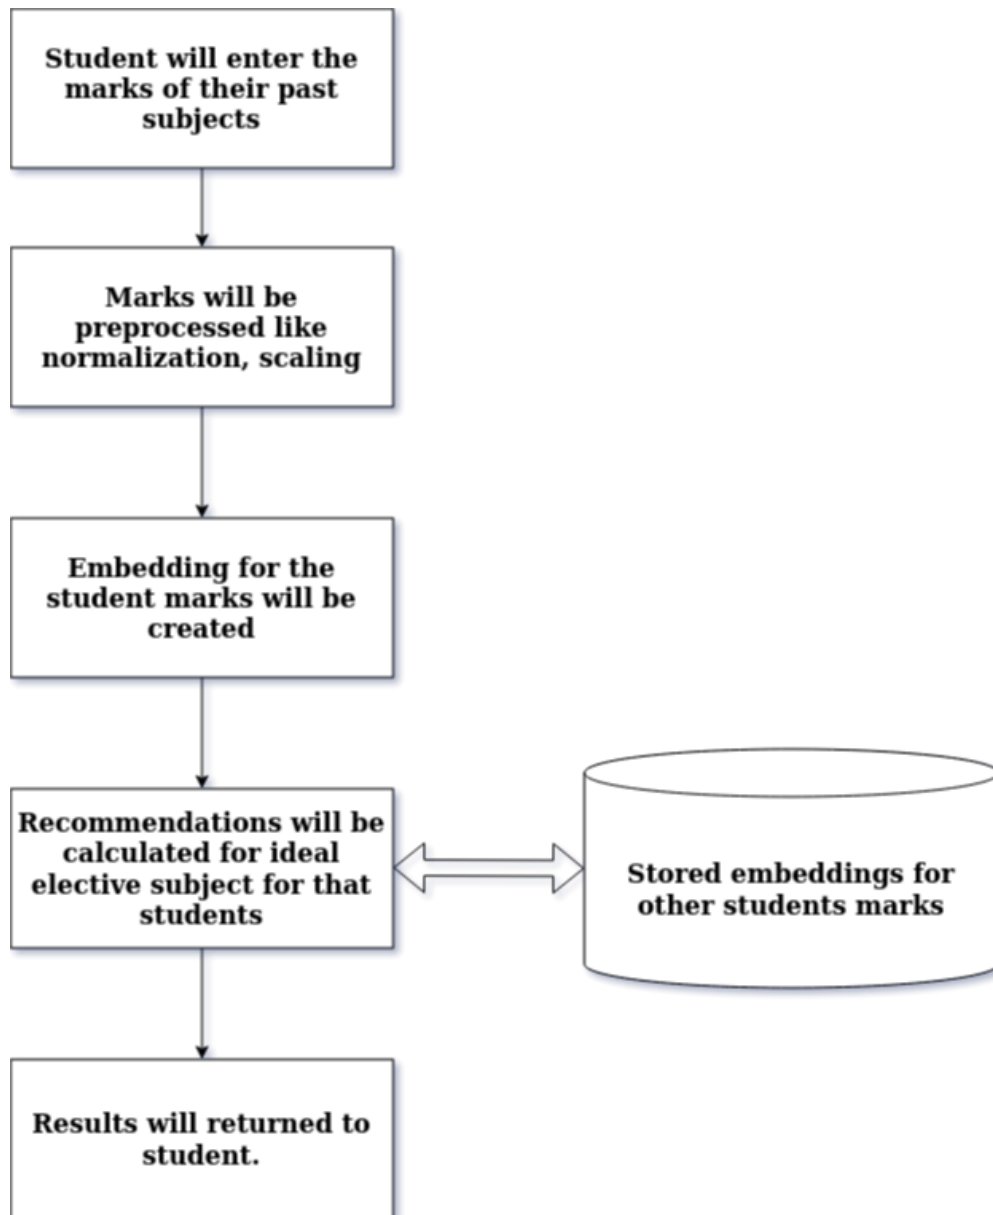 Student will enter the
marks of their past
subjects
Marks will be
preprocessed like
normalization, scaling
Embedding for the
student marks will be
created
Recommendations will be
calculated for ideal
elective subject for that
students
Stored embeddings for
other students marks
Results will returned to
student.